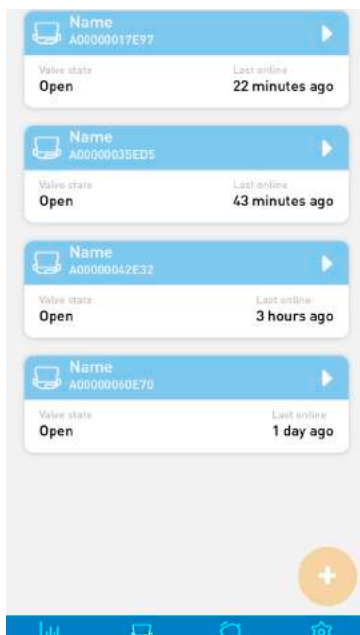 Name
A00000017E97
Valve state Last online
Open 22 minutes ago
Name
A00000035ED5
Valve state Last online
Open 43 minutes ago
Name
A00000042E32
Valve state Last online
Open 3 hours ago
Name
A00000060E70
Valve state Last online
Open 1 day ago